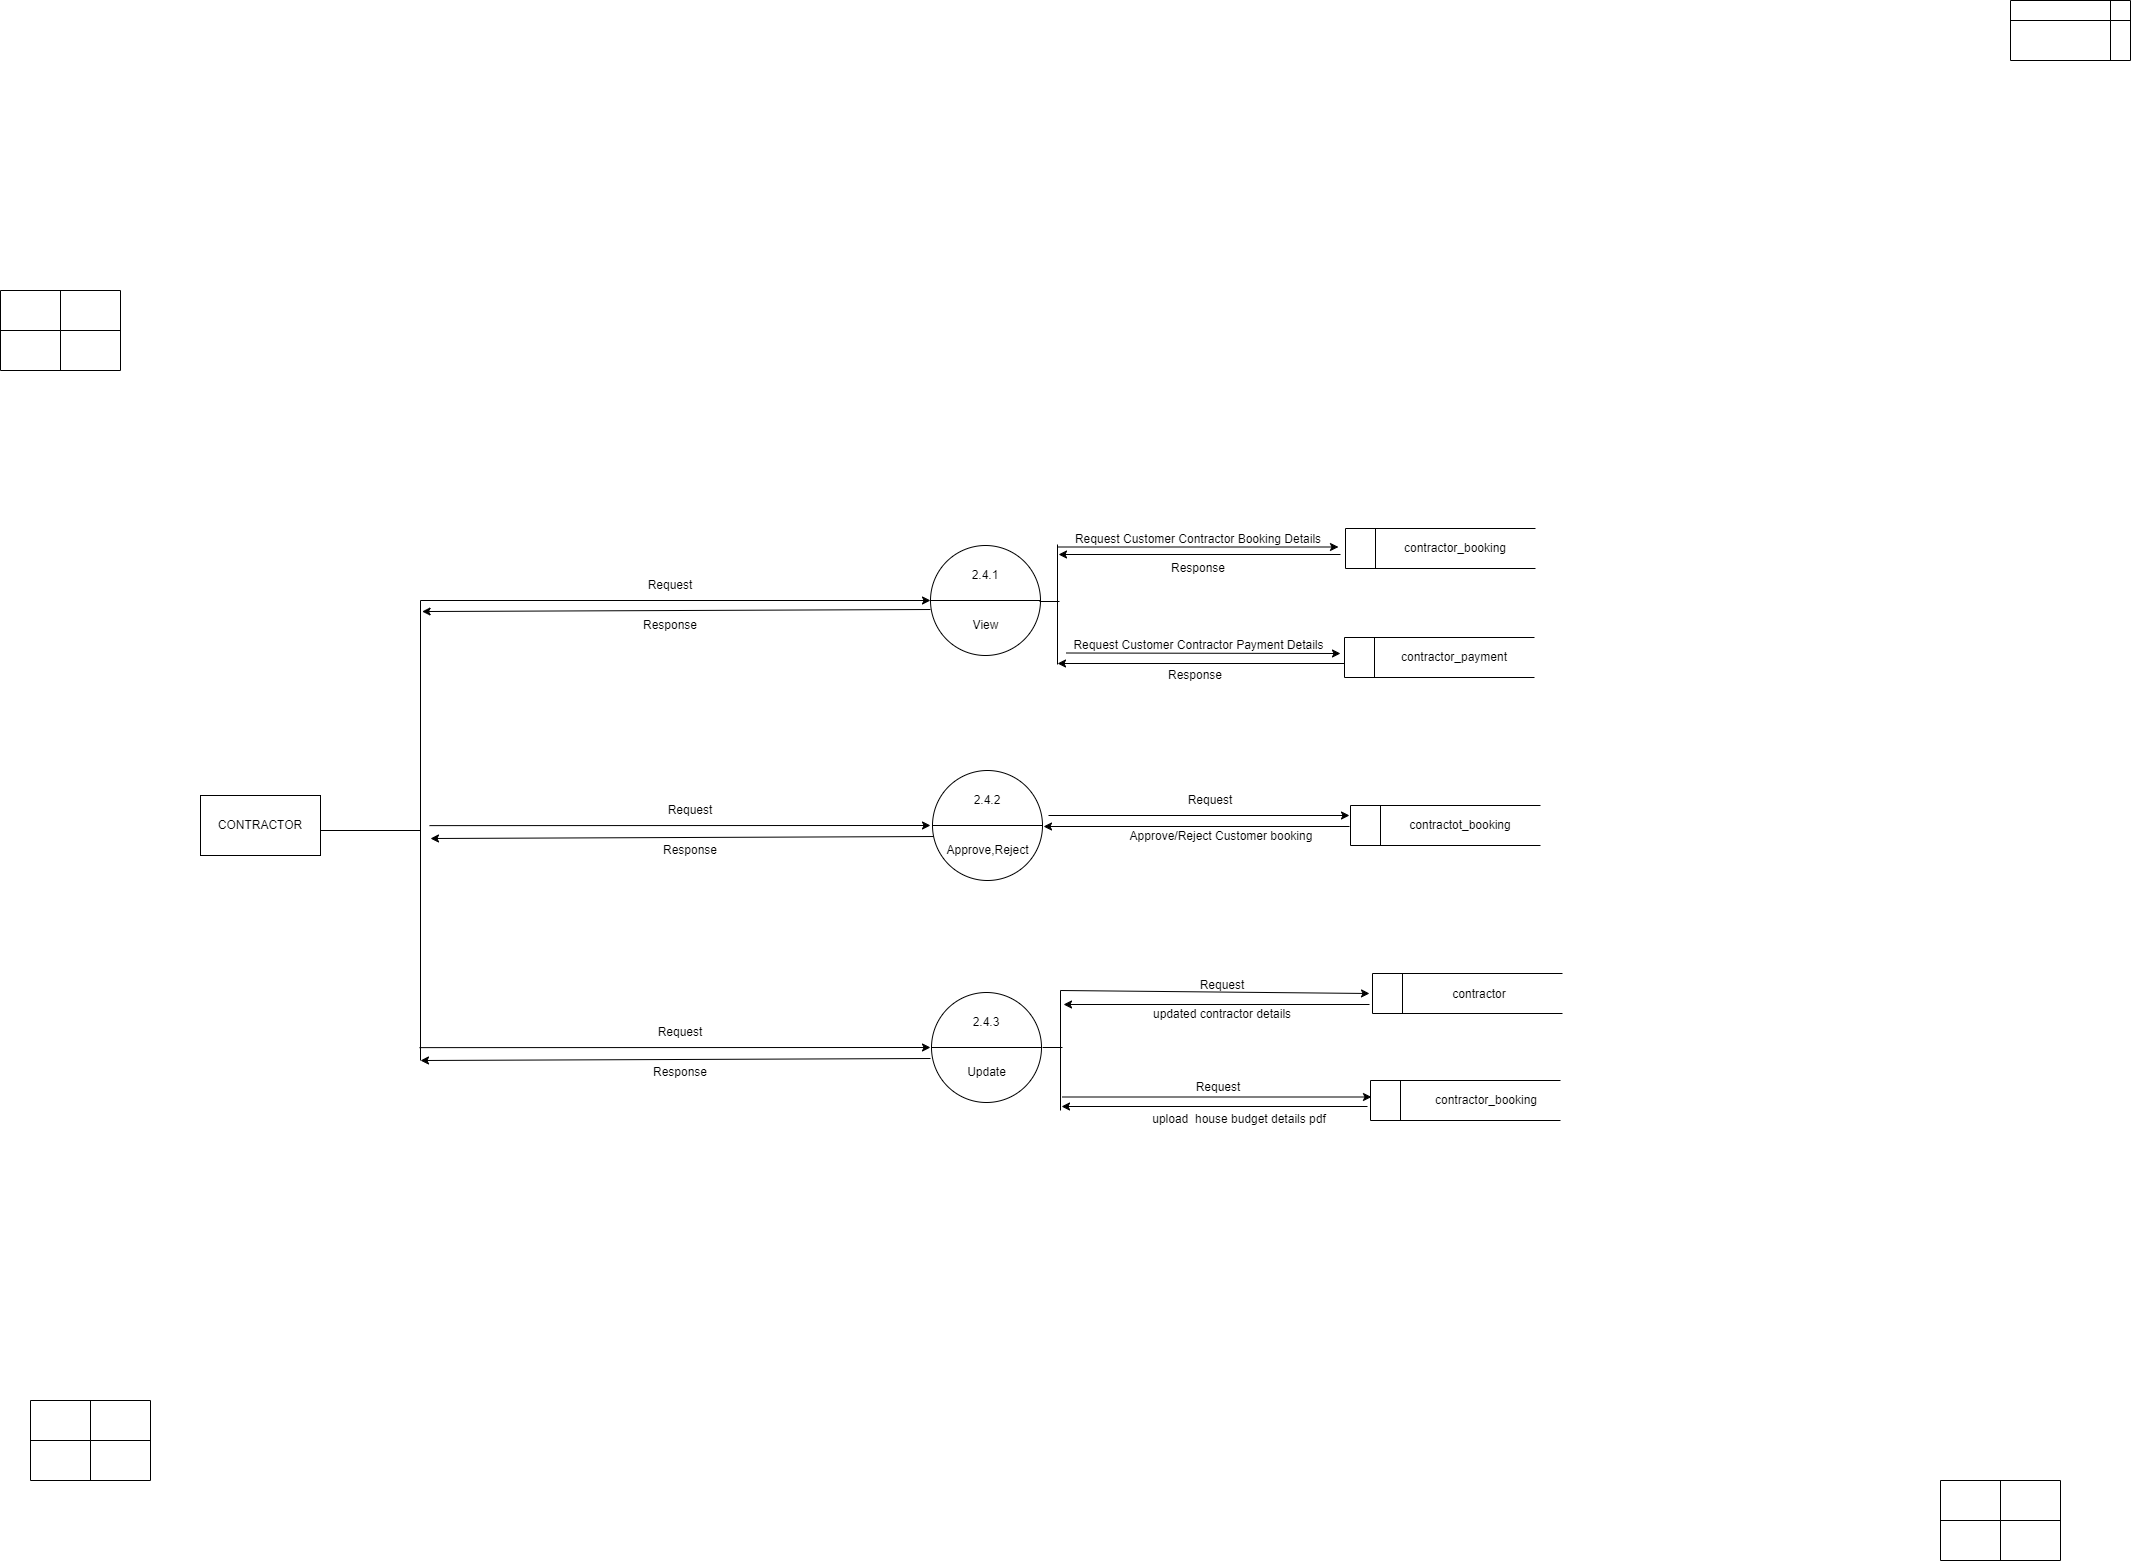 Request Customer Contractor Booking Details
contractor_booking
Response
2.4.1
Request
View
Response
Request Customer Contractor Payment Details
contractor_payment
Response
CONTRACTOR
Request
Response
2.4.2
Approve,Reject
Request
Approve/Reject Customer booking
contractot_booking
Request
contractor
updated contractor details
2.4.3
Request
Update
Response
Request
contractor_booking
upload  house budget details pdf